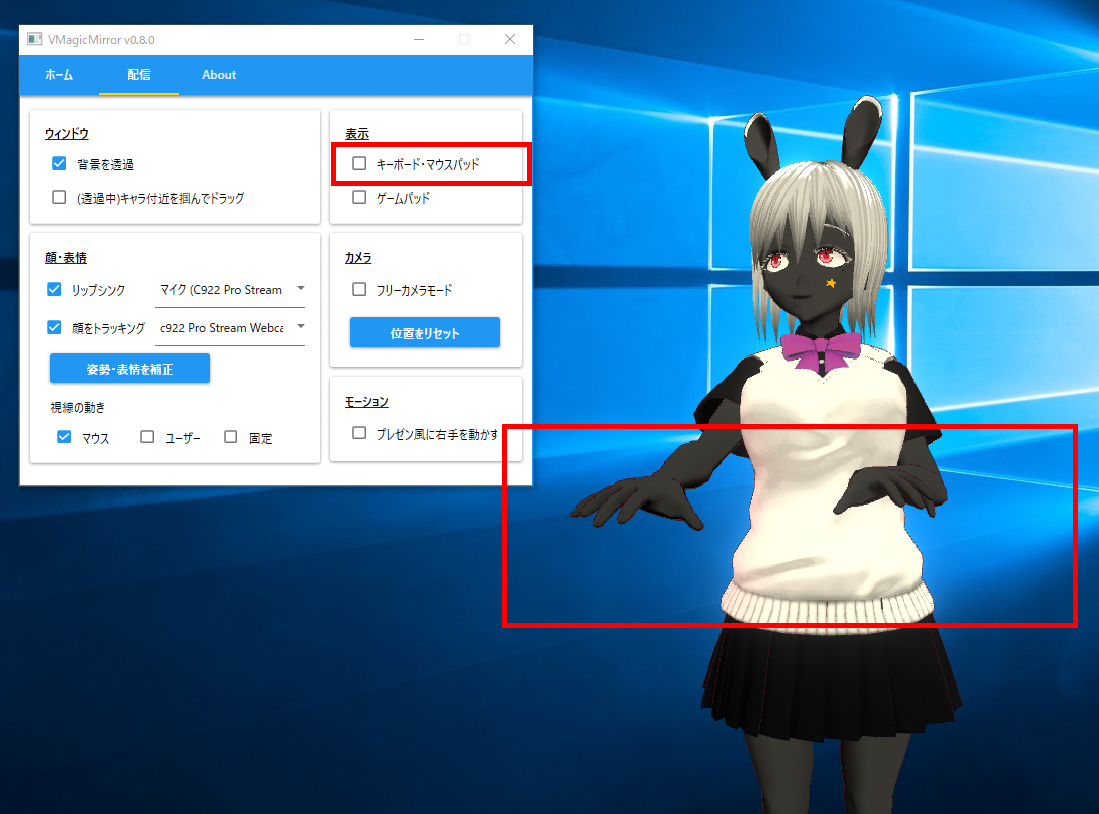 VMagicMirror v0.8.0
ホーム 配信 About
ウィンドウ
背景を透過
(透過中)キャラ付近を掴んでドラッグ
表示
キーボード・マウスパッド
ゲームパッド
顔・表情
リップシンク マイク (C922 Pro Stream
顔をトラッキング c922 Pro Stream Webca
姿勢・表情を補正
視線の動き
マウス ユーザー 固定
カメラ
フリーカメラモード
位置をリセット
モーション
プレゼン風に右手を動かす